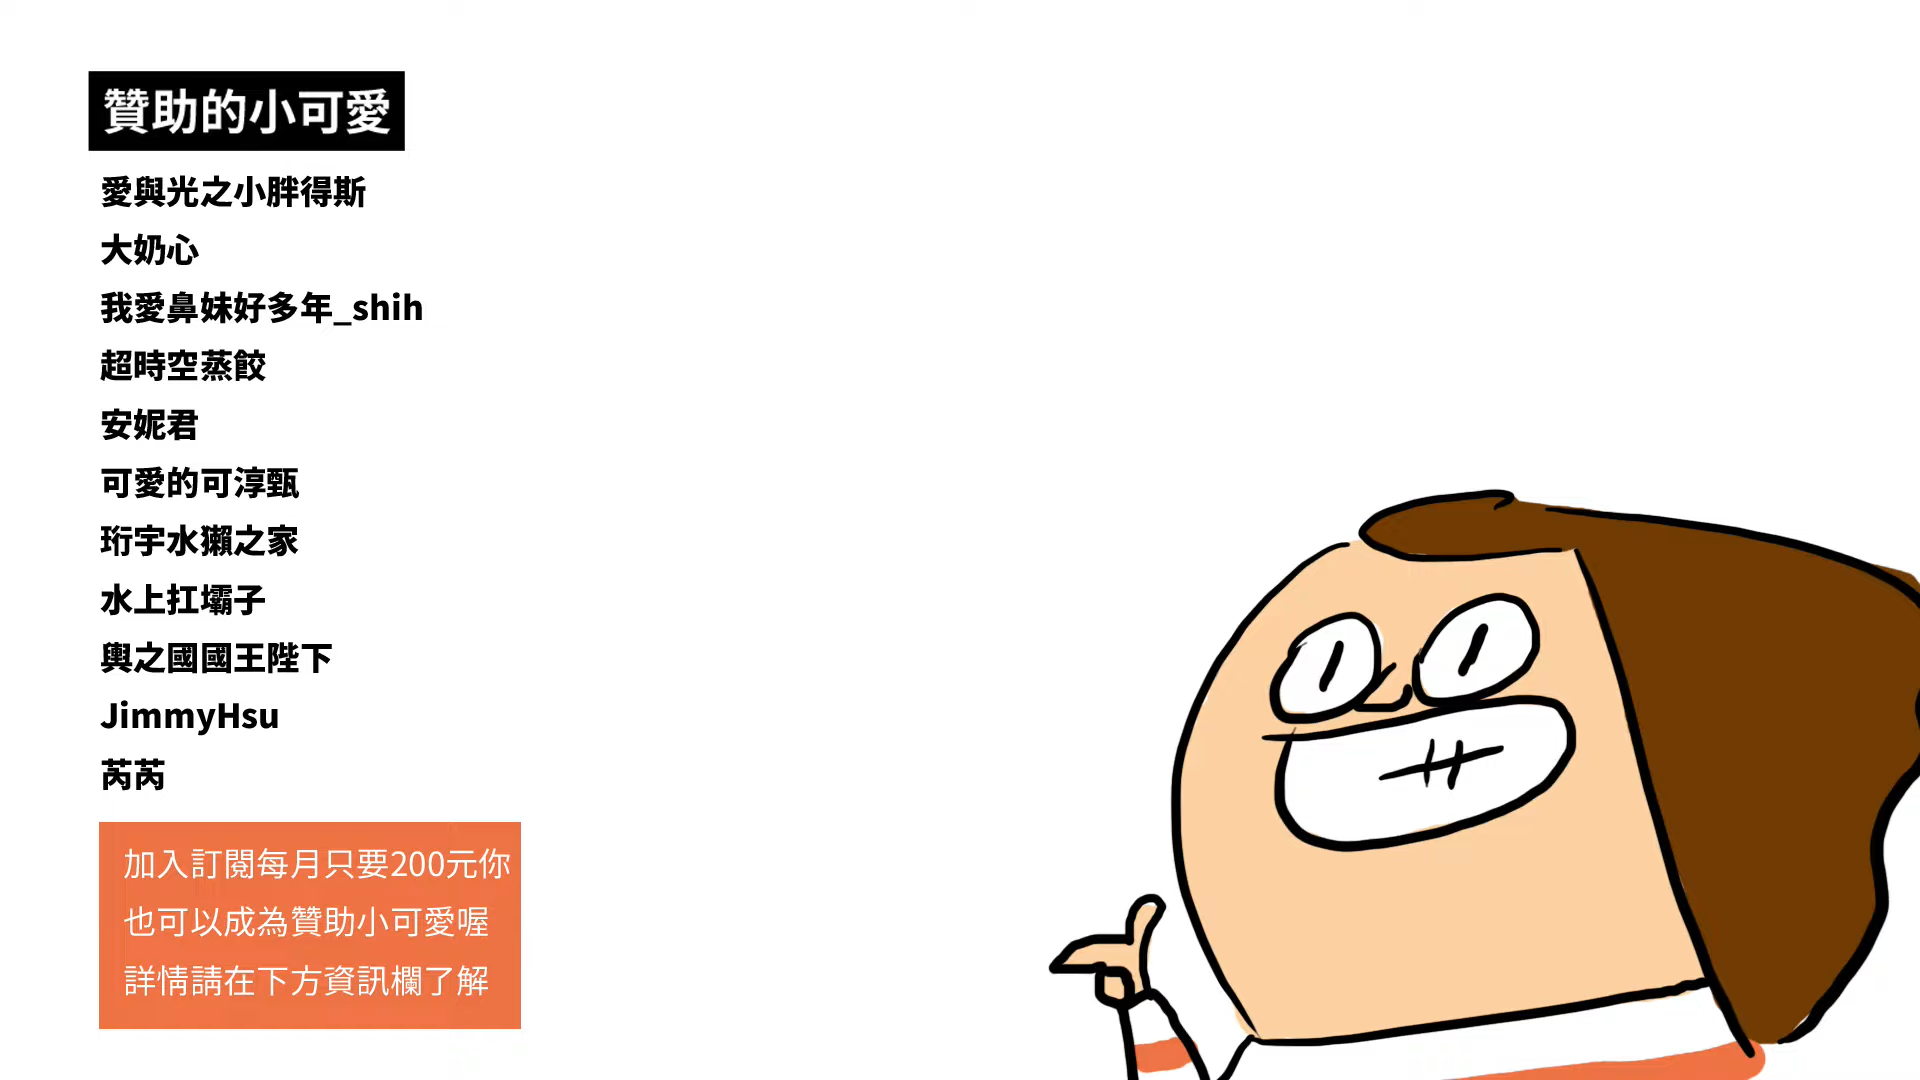 贊助的小可愛
愛與光之小胖得斯
大奶心
我愛鼻妹好多年_shih
超時空蒸餃
安妮君
可愛的可淳甄
珩宇水獺之家
水上扛壩子
輿之國國王陛下
JimmyHsu
芮芮
加入訂閱每月只要200元你
也可以成為贊助小可愛喔
詳情請在下方資訊欄了解